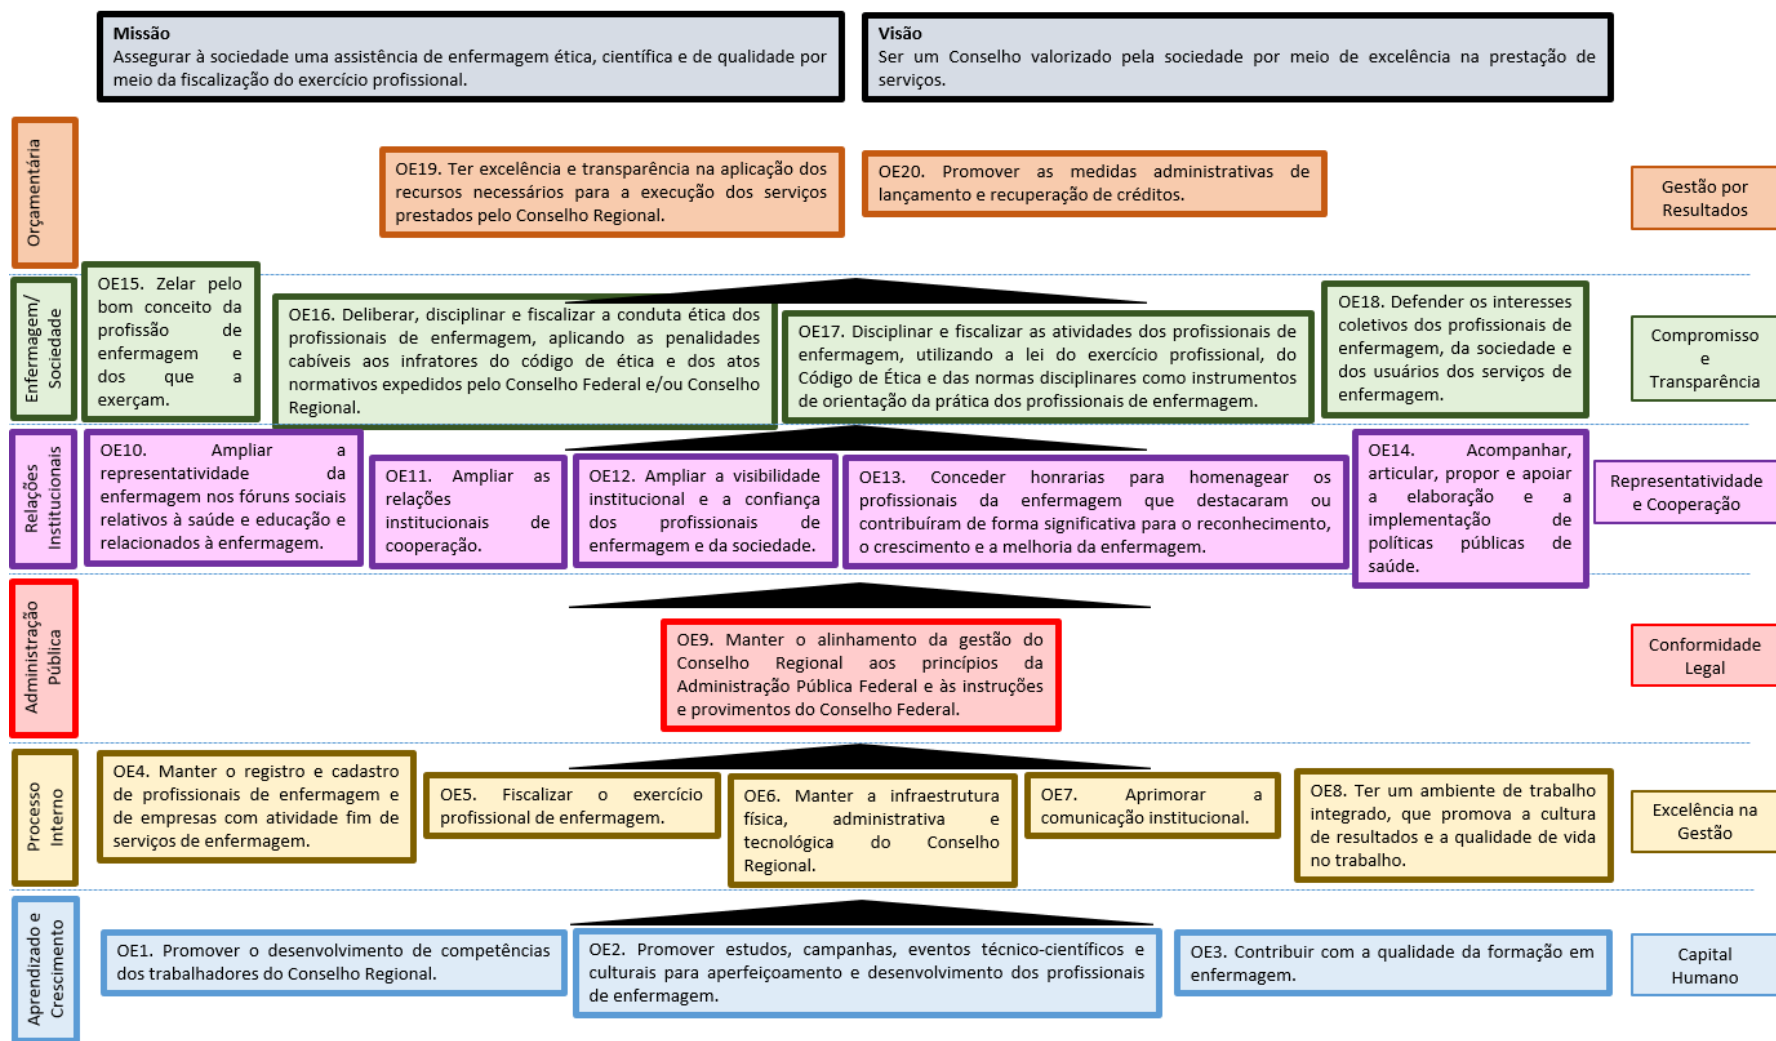 Missão
Assegurar à sociedade uma assistência de enfermagem ética, científica e de qualidade por
meio da fiscalização do exercício profissional.
Visão
Ser um Conselho valorizado pela sociedade por meio de excelência na prestação de
serviços.
Orçamentária
OE19. Ter excelência e transparência na aplicação dos
recursos necessários para a execução dos serviços
prestados pelo Conselho Regional.
OE20. Promover as medidas administrativas de
lançamento e recuperação de créditos.
Gestão por
Resultados
Enfermagem/
Sociedade
OE15. Zelar pelo
bom conceito da
profissão de
enfermagem e
dos que a
exerçam.
OE16. Deliberar, disciplinar e fiscalizar a conduta ética dos
profissionais de enfermagem, aplicando as penalidades
cabíveis aos infratores do código de ética e dos atos
normativos expedidos pelo Conselho Federal e/ou Conselho
Regional.
OE17. Disciplinar e fiscalizar as atividades dos profissionais de
enfermagem, utilizando a lei do exercício profissional, do
Código de Ética e das normas disciplinares como instrumentos
de orientação da prática dos profissionais de enfermagem.
OE18. Defender os interesses
coletivos dos profissionais de
enfermagem, da sociedade e
dos usuários dos serviços de
enfermagem.
Compromisso
e
Transparência
Relações
Institucionais
OE10. Ampliar a
representatividade da
enfermagem nos fóruns sociais
relativos à saúde e educação e
relacionados à enfermagem.
OE11. Ampliar as
relações
institucionais de
cooperação.
OE12. Ampliar a visibilidade
institucional e a confiança
dos profissionais de
enfermagem e da sociedade.
OE13. Conceder honrarias para homenagear os
profissionais da enfermagem que destacaram ou
contribuíram de forma significativa para o reconhecimento,
o crescimento e a melhoria da enfermagem.
OE14. Acompanhar,
articular, propor e apoiar
a elaboração e a
implementação de
políticas públicas de
saúde.
Representatividade
e Cooperação
Administração
Pública
OE9. Manter o alinhamento da gestão do
Conselho Regional aos princípios da
Administração Pública Federal e às instruções
e provimentos do Conselho Federal.
Conformidade
Legal
Processo
Interno
OE4. Manter o registro e cadastro
de profissionais de enfermagem e
de empresas com atividade fim de
serviços de enfermagem.
OE5. Fiscalizar o exercício
profissional de enfermagem.
OE6. Manter a infraestrutura
física, administrativa e
tecnológica do Conselho
Regional.
OE7. Aprimorar a
comunicação institucional.
OE8. Ter um ambiente de trabalho
integrado, que promova a cultura
de resultados e a qualidade de vida
no trabalho.
Excelência na
Gestão
Aprendizado e
Crescimento
OE1. Promover o desenvolvimento de competências
dos trabalhadores do Conselho Regional.
OE2. Promover estudos, campanhas, eventos técnico-científicos e
culturais para aperfeiçoamento e desenvolvimento dos profissionais
de enfermagem.
OE3. Contribuir com a qualidade da formação em
enfermagem.
Capital
Humano